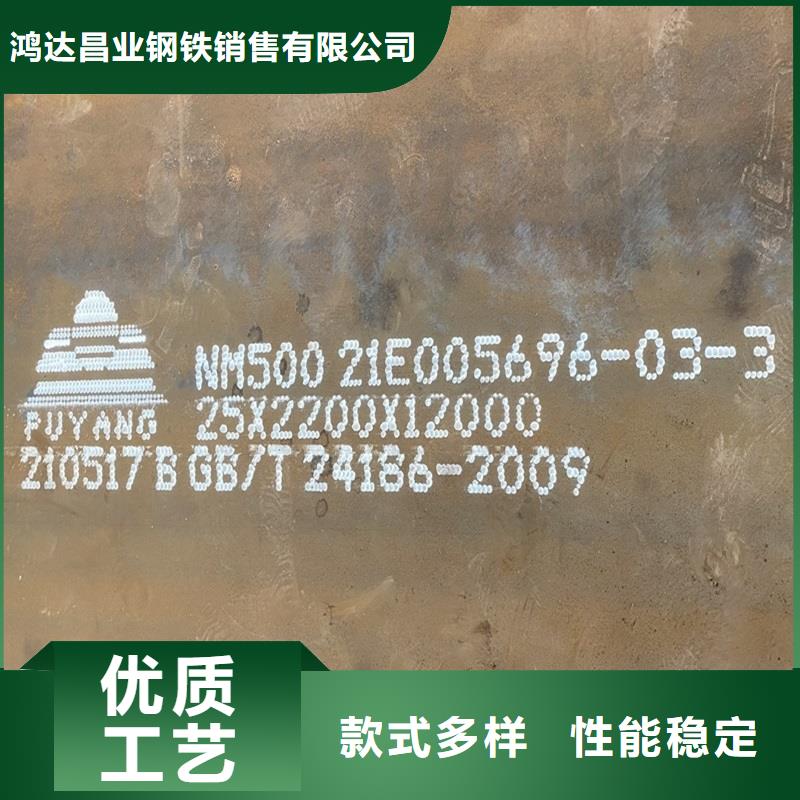 鸿达昌业钢铁销售有限公司
NM500 21E005696-03-3
FUYANG
25X2200X12000
210517B GB/T 24186-2009
优质
工艺
款式多样 性能稳定